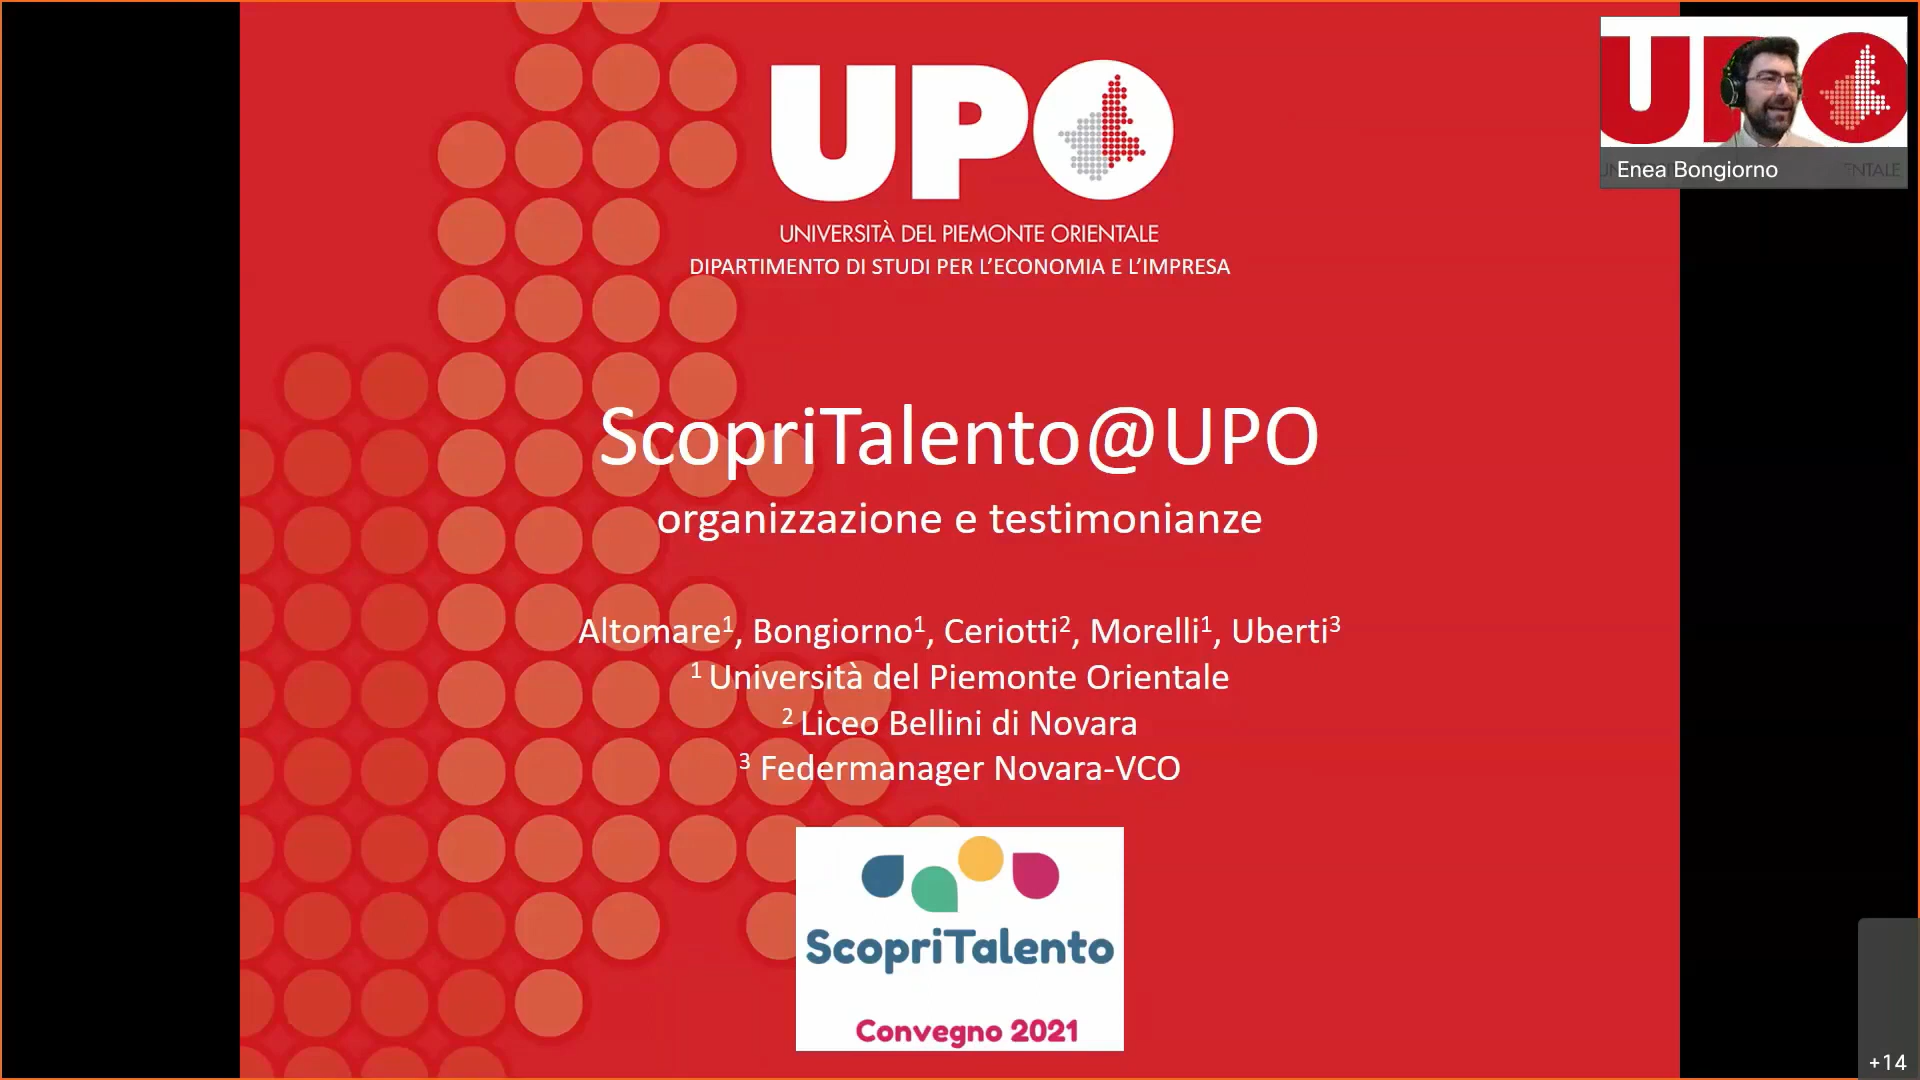 UPO
UNIVERSITÀ DEL PIEMONTE ORIENTALE
DIPARTIMENTO DI STUDI PER L'ECONOMIA E L'IMPRESA
ScopriTalento@UPO
organizzazione e testimonianze
Altomare¹, Bongiorno¹, Ceriotti², Morelli¹, Uberti³
¹ Università del Piemonte Orientale
² Liceo Bellini di Novara
³ Federmanager Novara-VCO
ScopriTalento
Convegno 2021
UPO
Enea Bongiorno
+14